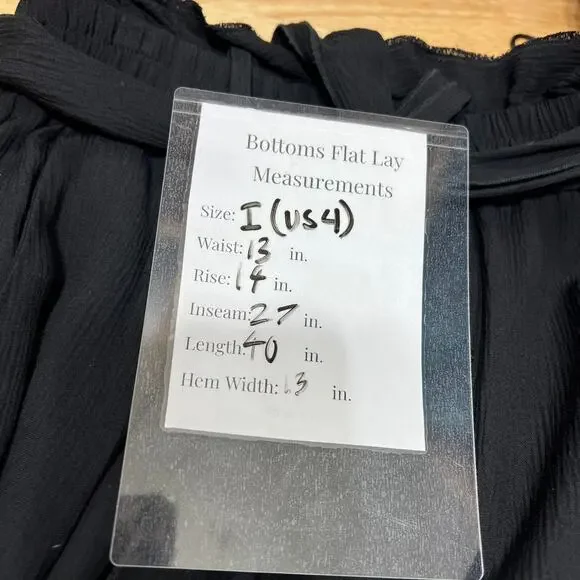 Bottoms Flat Lay
Measurements
Size: I (US4)
Waist: 13 in.
Rise: 14 in.
Inseam: 27 in.
Length: 40 in.
Hem Width: 13 in.